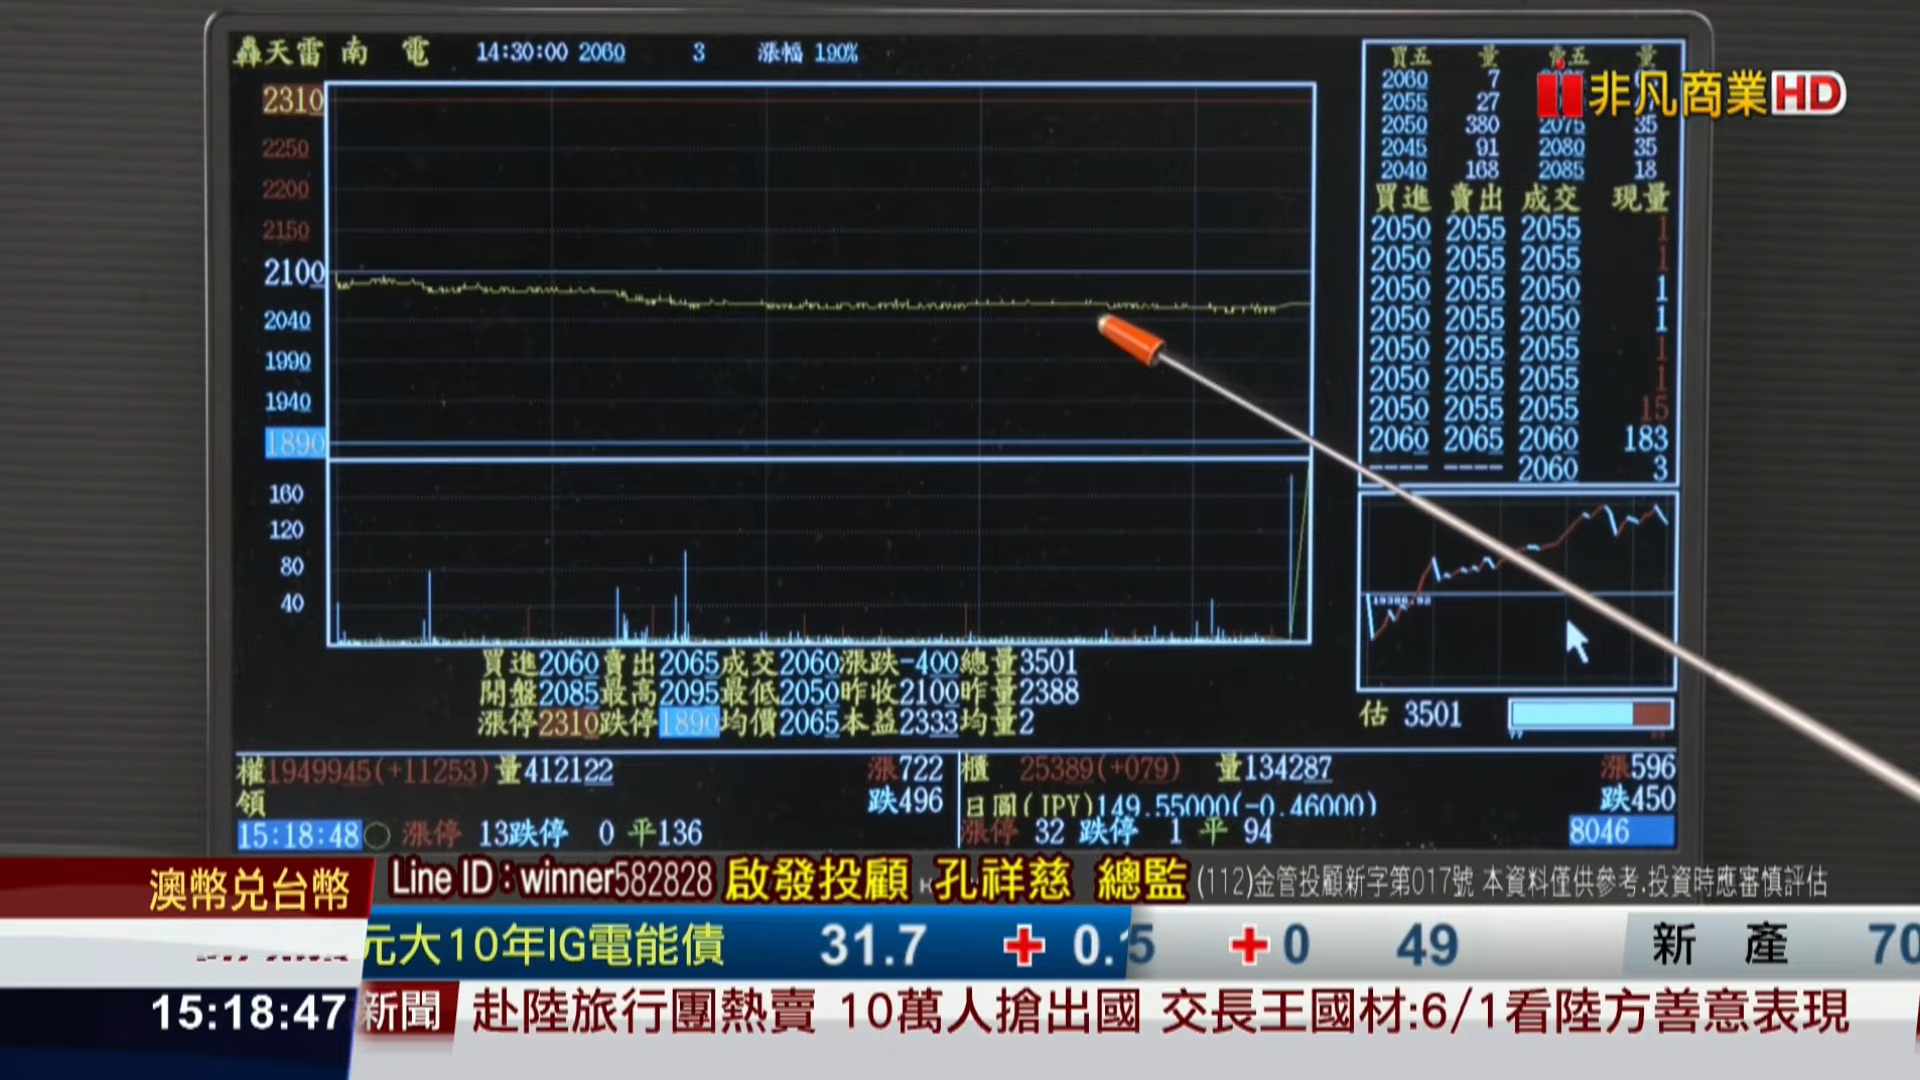 轟天雷 南 電 14:30:00 2060 3 漲幅 190%
2310
2250
2200
2150
2100
2040
1990
1940
1890
160
120
80
40
買五 量 賣五 量
2060 7
2055 27
2050 380 2075 35
2045 91 2080 35
2040 168 2085 18
非凡商業HD
買進 賣出 成交 現量
2050 2055 2055 1
2050 2055 2055 1
2050 2055 2050 1
2050 2055 2050 1
2050 2055 2055 1
2050 2055 2055 1
2050 2055 2055 15
2060 2065 2060 183
---- ---- 2060 3
19386.92
估 3501
買進2060賣出2065成交2060漲跌-400總量3501
開盤2085最高2095最低2050昨收2100昨量2388
漲停2310跌停1890均價2065本益2333均量2
權1949945(+11253)量412122 漲722
領 跌496
15:18:48 漲停 13跌停 0 平136
櫃 25389(+079) 量134287 漲596
日圓(JPY)149.55000(-0.46000) 跌450
漲停 32 跌停 1 平 94 8046
澳幣兌台幣
Line ID:winner582828 啟發投顧 孔祥慈 總監 (112)金管投顧新字第017號 本資料僅供參考.投資時應審慎評估
元大10年IG電能債 31.7 + 0.5 + 0 49 新 產 70
15:18:47 新聞 赴陸旅行團熱賣 10萬人搶出國 交長王國材:6/1看陸方善意表現